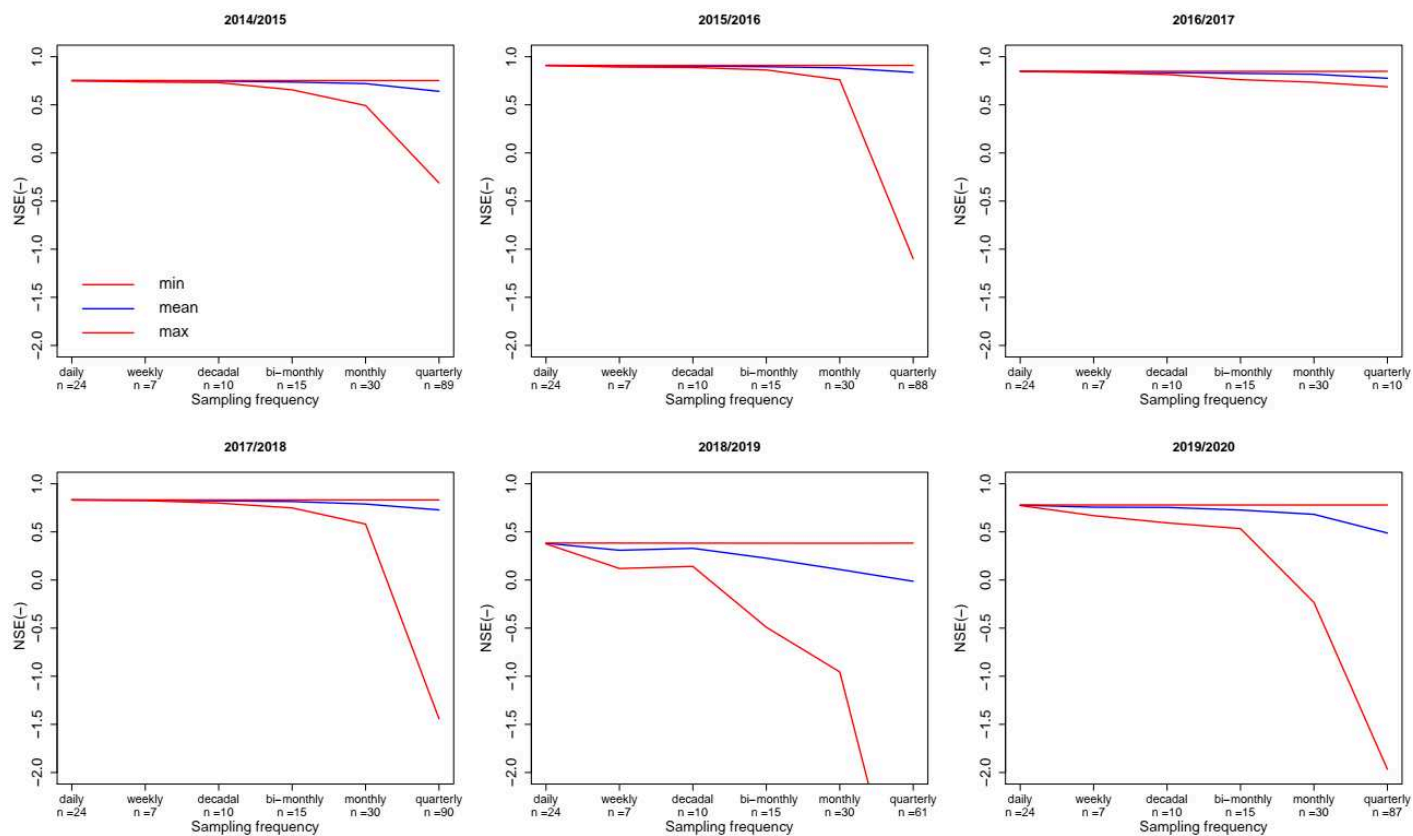 2014/2015
NSE(−)
1.0
0.5
0.0
−0.5
−1.0
−1.5
−2.0
min
mean
max
daily weekly decadal bi−monthly monthly quarterly
n =24 n =7 n =10 n =15 n =30 n =89
Sampling frequency
2015/2016
NSE(−)
1.0
0.5
0.0
−0.5
−1.0
−1.5
−2.0
daily weekly decadal bi−monthly monthly quarterly
n =24 n =7 n =10 n =15 n =30 n =88
Sampling frequency
2016/2017
NSE(−)
1.0
0.5
0.0
−0.5
−1.0
−1.5
−2.0
daily weekly decadal bi−monthly monthly quarterly
n =24 n =7 n =10 n =15 n =30 n =10
Sampling frequency
2017/2018
NSE(−)
1.0
0.5
0.0
−0.5
−1.0
−1.5
−2.0
daily weekly decadal bi−monthly monthly quarterly
n =24 n =7 n =10 n =15 n =30 n =90
Sampling frequency
2018/2019
NSE(−)
1.0
0.5
0.0
−0.5
−1.0
−1.5
−2.0
daily weekly decadal bi−monthly monthly quarterly
n =24 n =7 n =10 n =15 n =30 n =61
Sampling frequency
2019/2020
NSE(−)
1.0
0.5
0.0
−0.5
−1.0
−1.5
−2.0
daily weekly decadal bi−monthly monthly quarterly
n =24 n =7 n =10 n =15 n =30 n =87
Sampling frequency